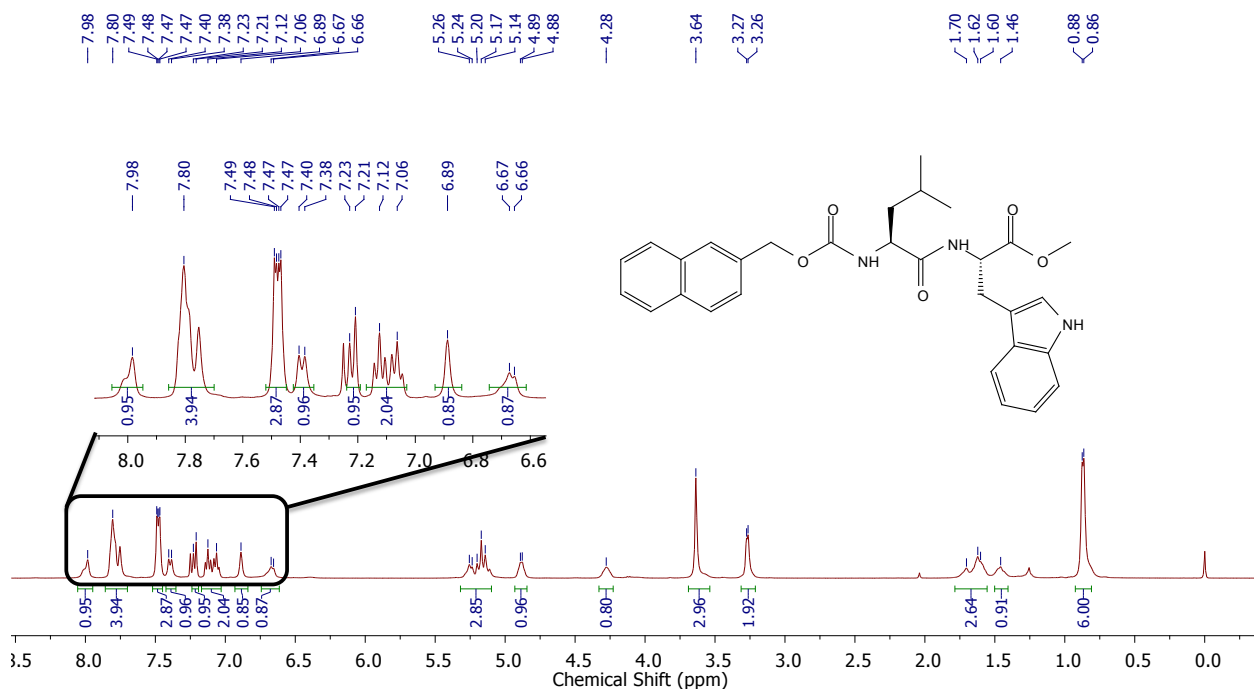 7.98 7.80 7.49 7.48 7.47 7.47 7.40 7.38 7.23 7.21 7.12 7.06 6.89 6.67 6.66 5.26 5.24 5.20 5.17 5.14 4.89 4.88 4.28 3.64 3.27 3.26 1.70 1.62 1.60 1.46 0.88 0.86
7.98 7.80 7.49 7.48 7.47 7.47 7.40 7.38 7.23 7.21 7.12 7.06 6.89 6.67 6.66
O O
NH O
O NH O
O
NH
0.95 3.94 2.87 0.96 0.95 2.04 0.85 0.87
8.0 7.8 7.6 7.4 7.2 7.0 6.8 6.6
0.95 3.94 2.87 0.96 0.95 2.04 0.85 0.87 2.85 0.96 0.80 2.96 1.92 2.64 0.91 6.00
3.5 8.0 7.5 7.0 6.5 6.0 5.5 5.0 4.5 4.0 3.5 3.0 2.5 2.0 1.5 1.0 0.5 0.0
Chemical Shift (ppm)